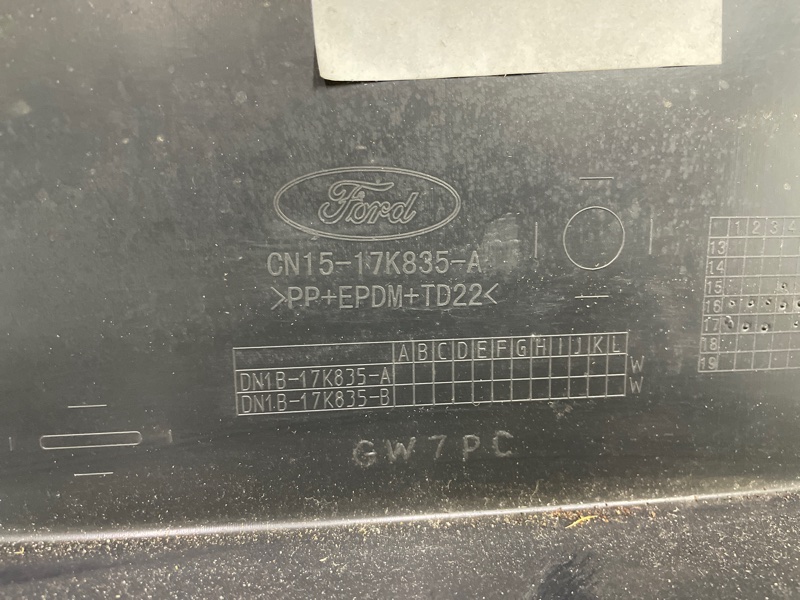 Ford
CN15-17K835-A
>PP+EPDM+TD22<
A B C D E F G H I J K L
DN1B-17K835-A W
DN1B-17K835-B W
GW7PC
1 2 3 4
13
14
15
16
17
18
19